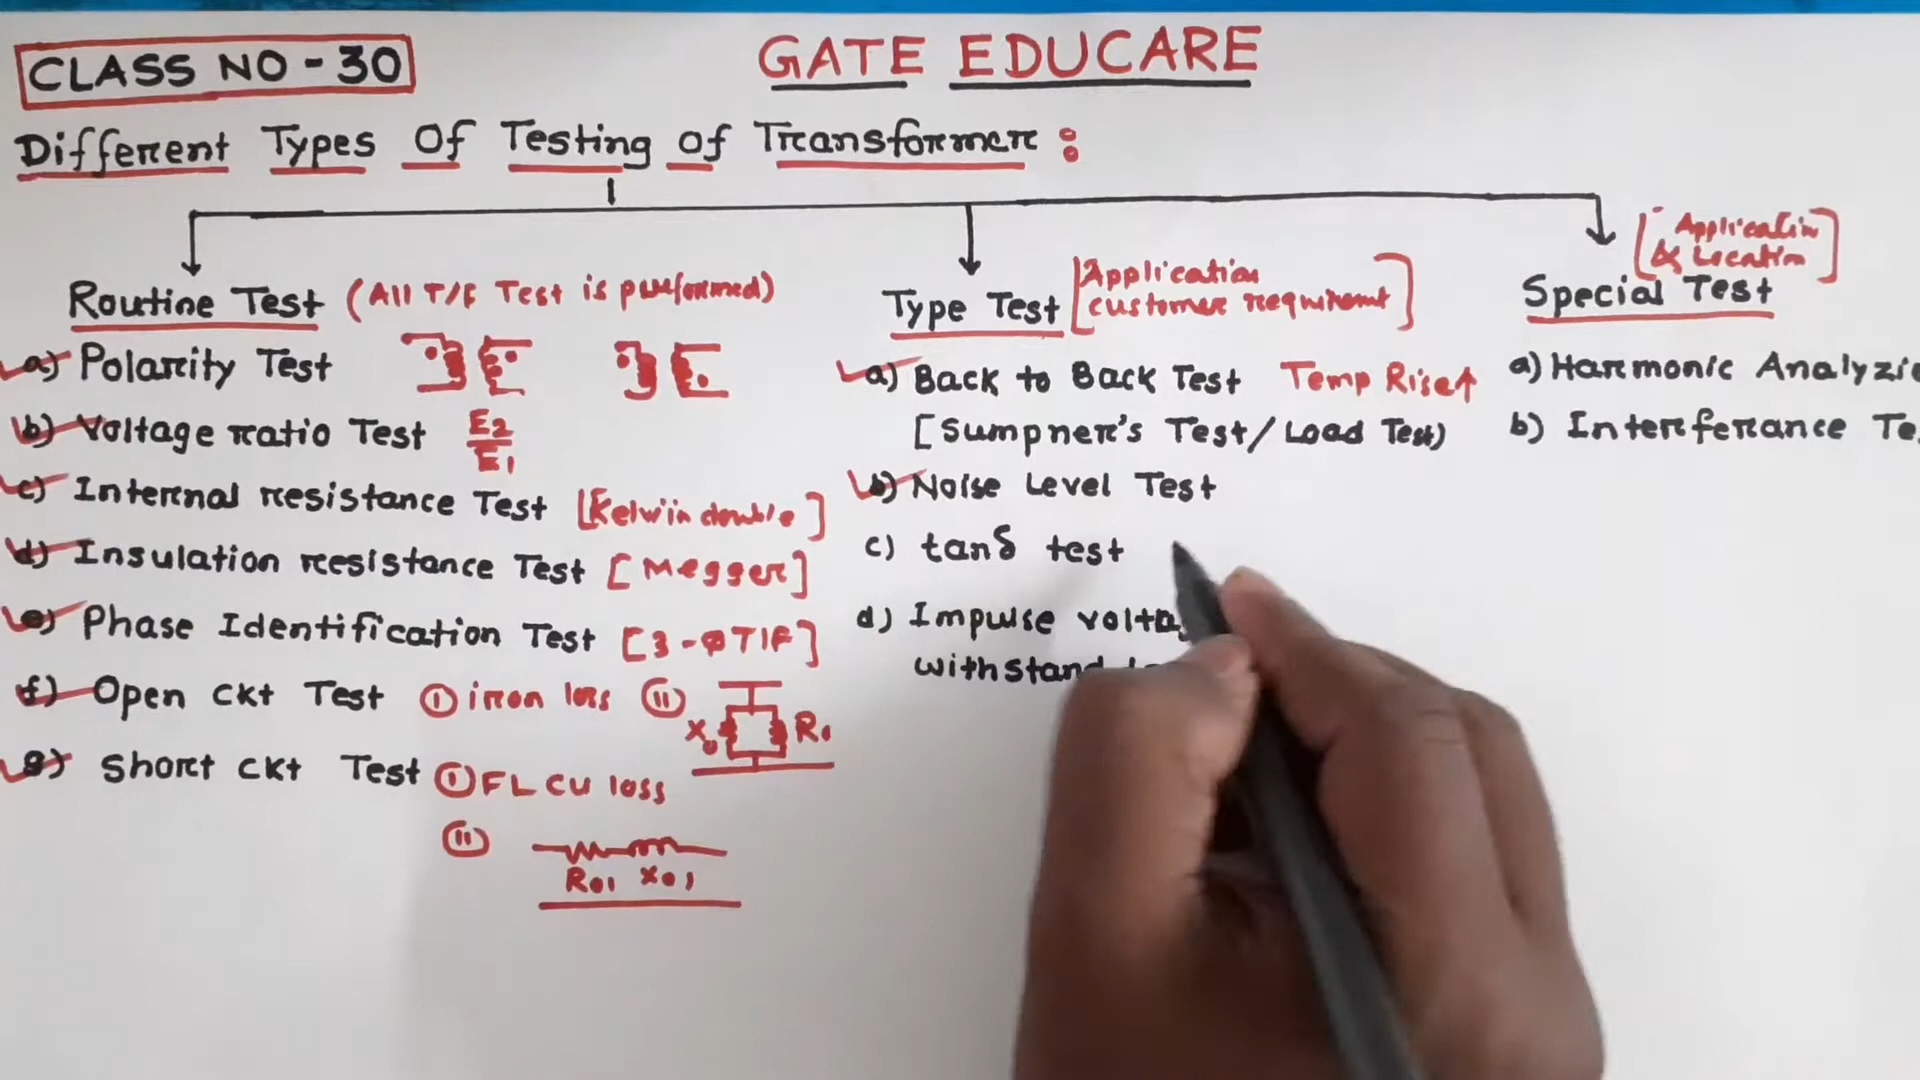 CLASS NO - 30
GATE EDUCARE
Different Types Of Testing of Transformer :
Routine Test (All T/F Test is performed)
a) Polarity Test
b) Voltage ratio Test E2/E1
c) Internal resistance Test [Kelwin double]
d) Insulation resistance Test [Megger]
e) Phase Identification Test [3-φ T/F]
f) Open ckt Test (i) iron loss (ii) X0 R0
g) Short ckt Test (i) FL CU loss
(ii)
R01 X01
Type Test [Application
customer requirement]
a) Back to Back Test Temp Rise↑
[Sumpner's Test/Load Test)
b) Noise Level Test
c) tanδ test
d) Impulse
withstand
[Application
& Location]
Special Test
a) Harmonic
b) Interferance